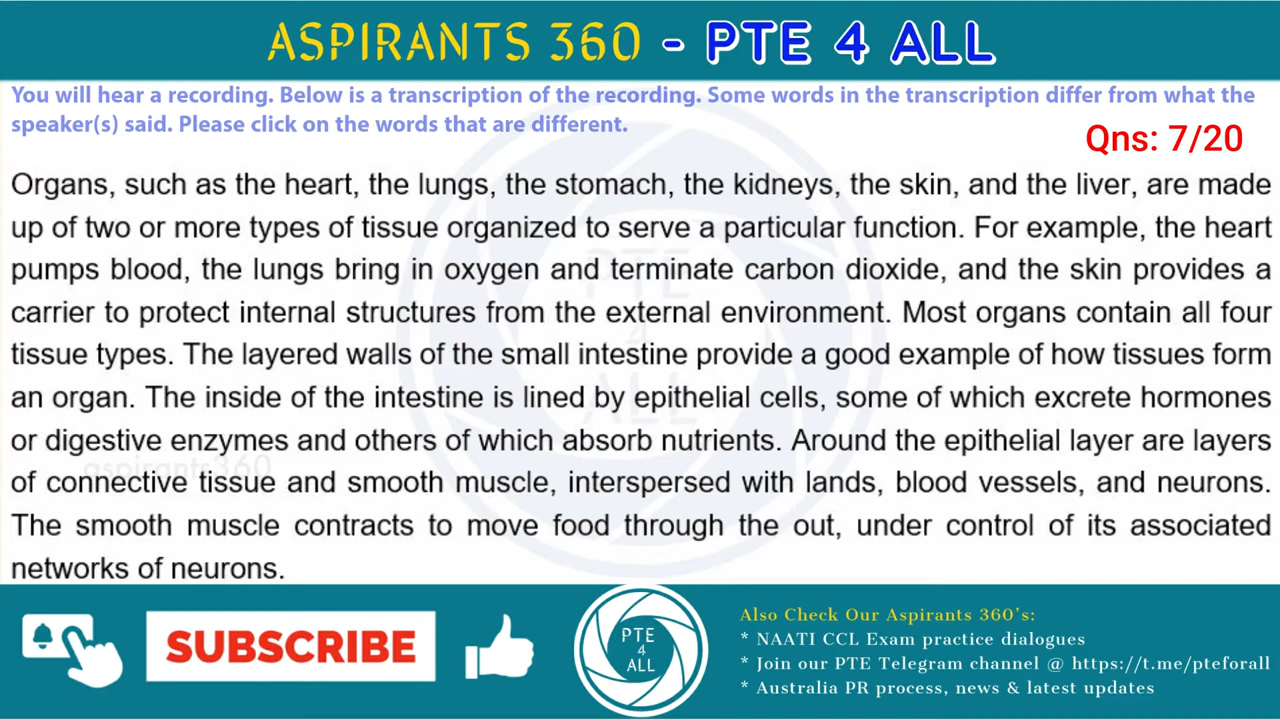 ASPIRANTS 360 - PTE 4 ALL
You will hear a recording. Below is a transcription of the recording. Some words in the transcription differ from what the
speaker(s) said. Please click on the words that are different.
Qns: 7/20
Organs, such as the heart, the lungs, the stomach, the kidneys, the skin, and the liver, are made
up of two or more types of tissue organized to serve a particular function. For example, the heart
pumps blood, the lungs bring in oxygen and terminate carbon dioxide, and the skin provides a
carrier to protect internal structures from the external environment. Most organs contain all four
tissue types. The layered walls of the small intestine provide a good example of how tissues form
an organ. The inside of the intestine is lined by epithelial cells, some of which excrete hormones
or digestive enzymes and others of which absorb nutrients. Around the epithelial layer are layers
of connective tissue and smooth muscle, interspersed with lands, blood vessels, and neurons.
The smooth muscle contracts to move food through the out, under control of its associated
networks of neurons.
PTE
4
ALL
aspirants360
SUBSCRIBE
PTE
4
ALL
Also Check Our Aspirants 360's:
* NAATI CCL Exam practice dialogues
* Join our PTE Telegram channel @ https://t.me/pteforall
* Australia PR process, news & latest updates